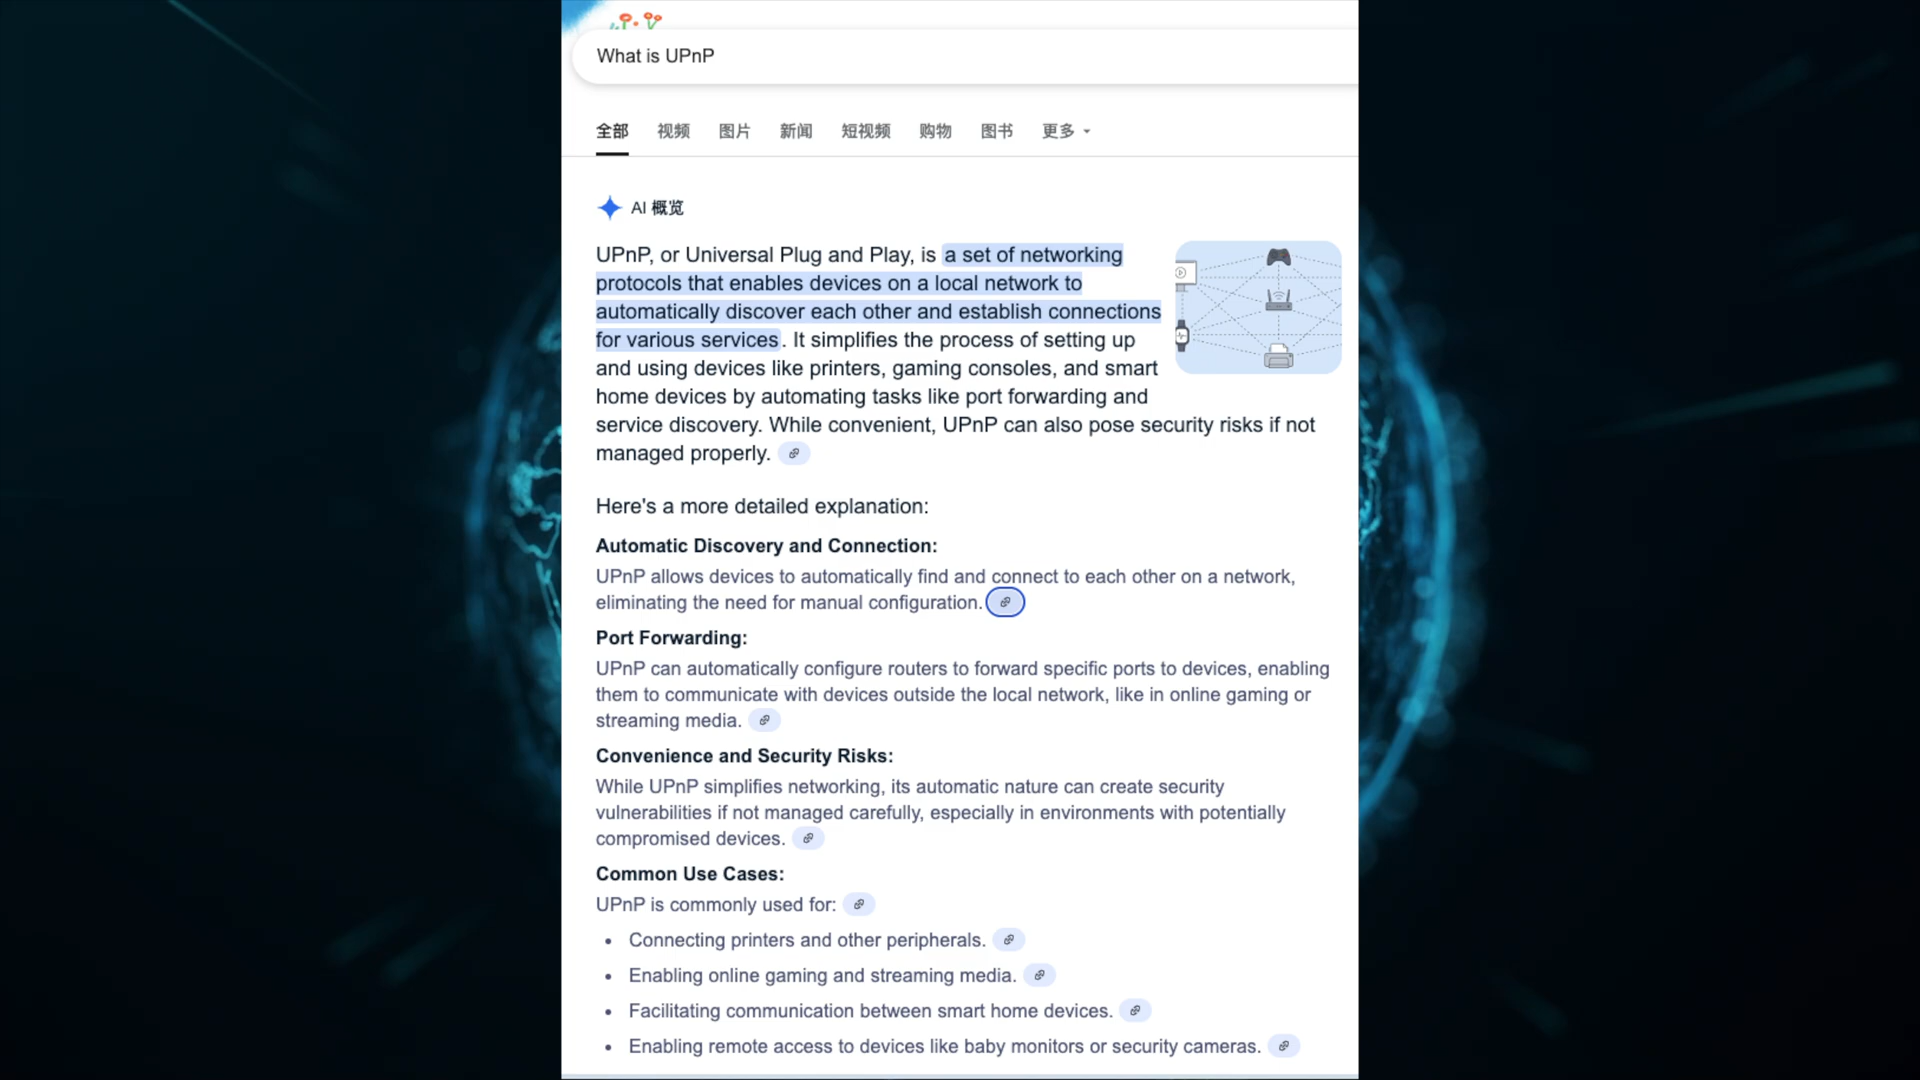 What is UPnP
全部 视频 图片 新闻 短视频 购物 图书 更多
AI 概览
UPnP, or Universal Plug and Play, is a set of networking
protocols that enables devices on a local network to
automatically discover each other and establish connections
for various services. It simplifies the process of setting up
and using devices like printers, gaming consoles, and smart
home devices by automating tasks like port forwarding and
service discovery. While convenient, UPnP can also pose security risks if not
managed properly.
Here's a more detailed explanation:
Automatic Discovery and Connection:
UPnP allows devices to automatically find and connect to each other on a network,
eliminating the need for manual configuration.
Port Forwarding:
UPnP can automatically configure routers to forward specific ports to devices, enabling
them to communicate with devices outside the local network, like in online gaming or
streaming media.
Convenience and Security Risks:
While UPnP simplifies networking, its automatic nature can create security
vulnerabilities if not managed carefully, especially in environments with potentially
compromised devices.
Common Use Cases:
UPnP is commonly used for:
• Connecting printers and other peripherals.
• Enabling online gaming and streaming media.
• Facilitating communication between smart home devices.
• Enabling remote access to devices like baby monitors or security cameras.